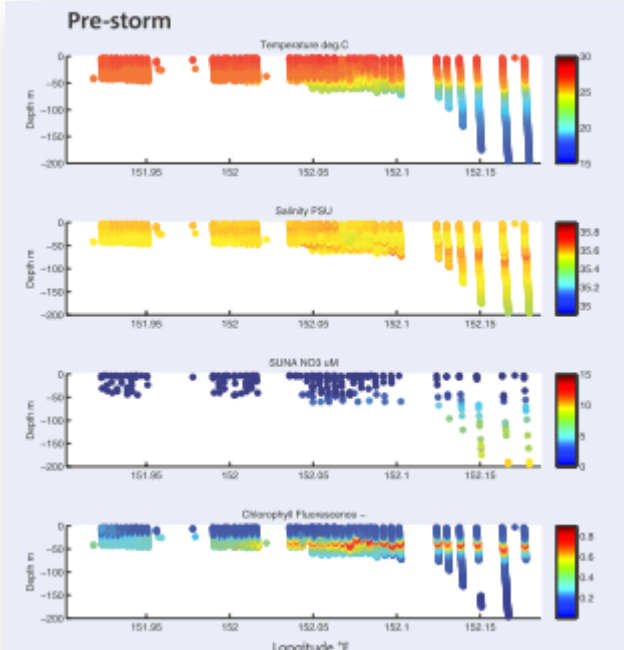 Pre-storm
Temperature deg.C
0
-50
-100
-150
-200
Depth m
151.95 152 152.05 152.1 152.15
30
25
20
15
Salinity PSU
0
-50
-100
-150
-200
Depth m
151.95 152 152.05 152.1 152.15
35.8
35.6
35.4
35.2
35
SUNA NO3 uM
0
-50
-100
-150
-200
Depth m
151.95 152 152.05 152.1 152.15
15
10
5
0
Chlorophyll Fluorescence -
0
-50
-100
-150
-200
Depth m
151.95 152 152.05 152.1 152.15
0.8
0.6
0.4
0.2
Longitude °E